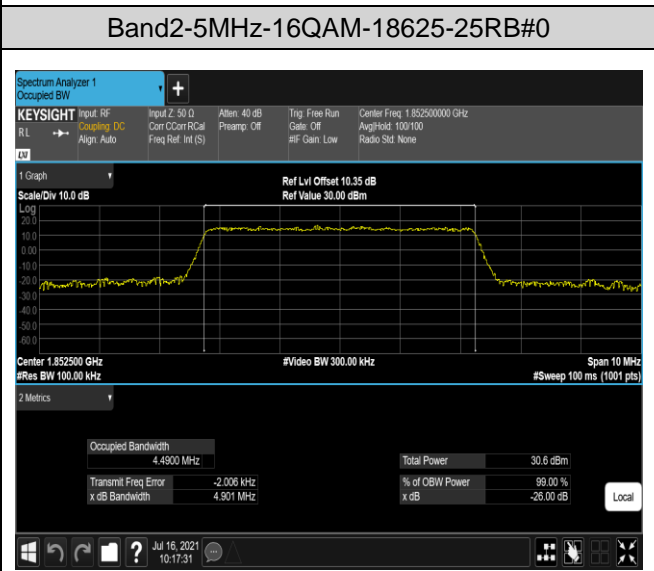 Band2-5MHz-16QAM-18625-25RB#0
Spectrum Analyzer 1
Occupied BW
+
KEYSIGHT Input: RF Input Z: 50 Ω Atten: 40 dB Trig: Free Run Center Freq: 1.852500000 GHz
RL Coupling: DC Corr CCorr RCal Preamp: Off Gate: Off Avg|Hold: 100/100
Align: Auto Freq Ref: Int (S) #IF Gain: Low Radio Std: None
LXI
1 Graph
Ref Lvl Offset 10.35 dB
Scale/Div 10.0 dB Ref Value 30.00 dBm
Log
20.0
10.0
0.00
-10.0
-20.0
-30.0
-40.0
-50.0
-60.0
Center 1.852500 GHz #Video BW 300.00 kHz Span 10 MHz
#Res BW 100.00 kHz #Sweep 100 ms (1001 pts)
2 Metrics
Occupied Bandwidth
4.4900 MHz Total Power 30.6 dBm
Transmit Freq Error -2.006 kHz % of OBW Power 99.00 %
x dB Bandwidth 4.901 MHz x dB -26.00 dB
Local
? Jul 16, 2021
10:17:31